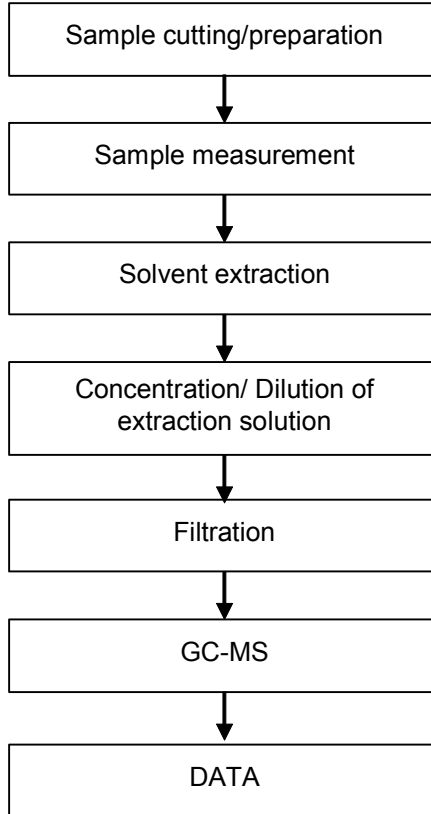 Sample cutting/preparation
Sample measurement
Solvent extraction
Concentration/ Dilution of
extraction solution
Filtration
GC-MS
DATA